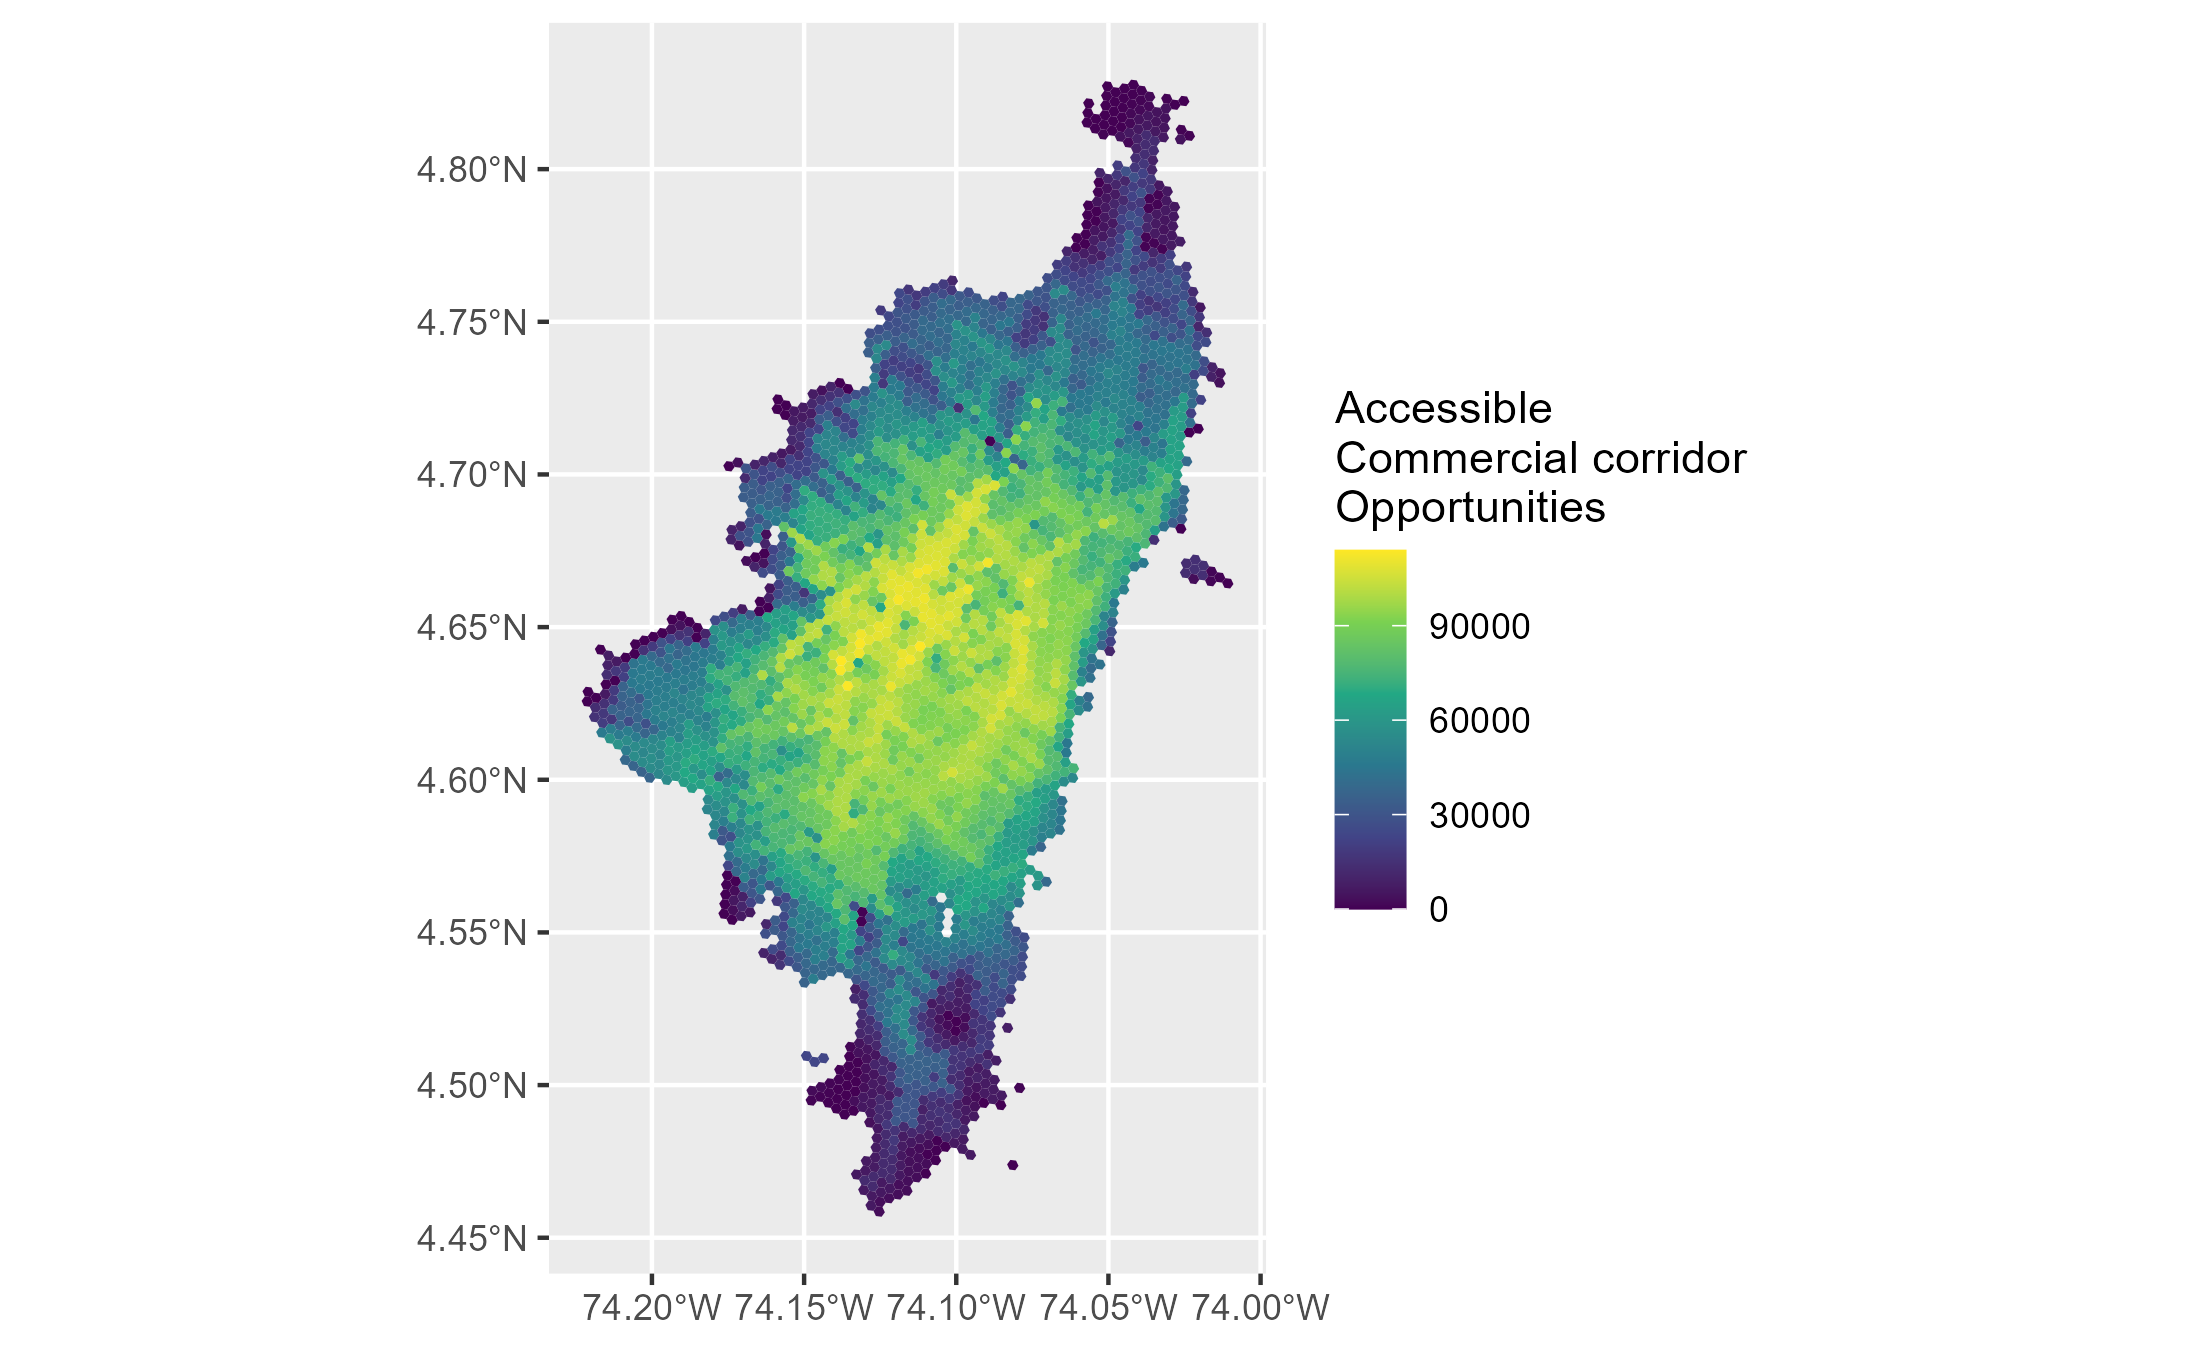 4.80°N
4.75°N
4.70°N
4.65°N
4.60°N
4.55°N
4.50°N
4.45°N
74.20°W 74.15°W 74.10°W 74.05°W 74.00°W
Accessible
Commercial corridor
Opportunities
90000
60000
30000
0